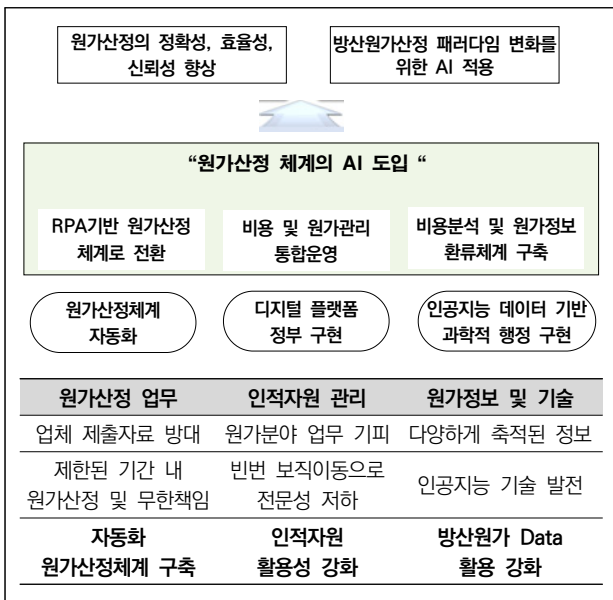 원가산정의 정확성, 효율성,
신뢰성 향상
방산원가산정 패러다임 변화를
위한 AI 적용
“원가산정 체계의 AI 도입 “
RPA기반 원가산정
체계로 전환
비용 및 원가관리
통합운영
비용분석 및 원가정보
환류체계 구축
원가산정체계
자동화
디지털 플랫폼
정부 구현
인공지능 데이터 기반
과학적 행정 구현
원가산정 업무 인적자원 관리 원가정보 및 기술
업체 제출자료 방대 원가분야 업무 기피 다양하게 축적된 정보
제한된 기간 내
원가산정 및 무한책임
빈번 보직이동으로
전문성 저하
인공지능 기술 발전
자동화
원가산정체계 구축
인적자원
활용성 강화
방산원가 Data
활용 강화